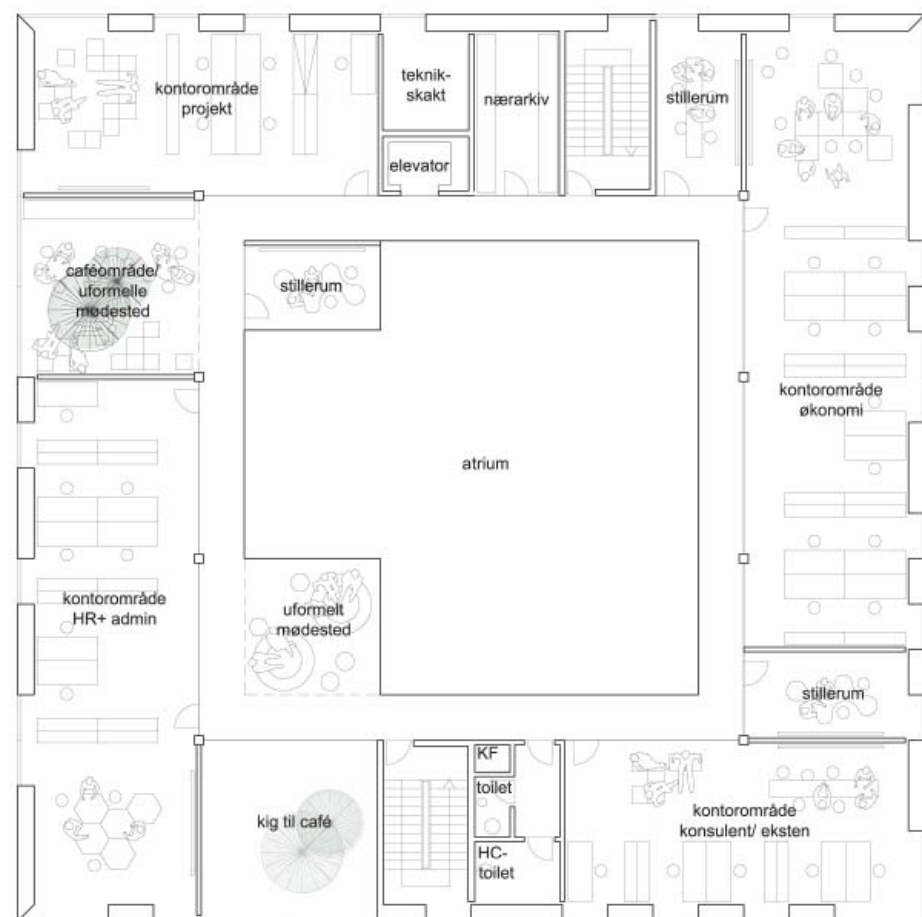 kontorområde
projekt
teknik-
skakt
nærarkiv
stillerum
elevator
caféområde/
uformelle
mødested
stillerum
kontorområde
økonomi
atrium
kontorområde
HR+ admin
uformelt
mødested
stillerum
KF
toilet
kig til café
kontorområde
konsulent/ eksten
HC-
toilet